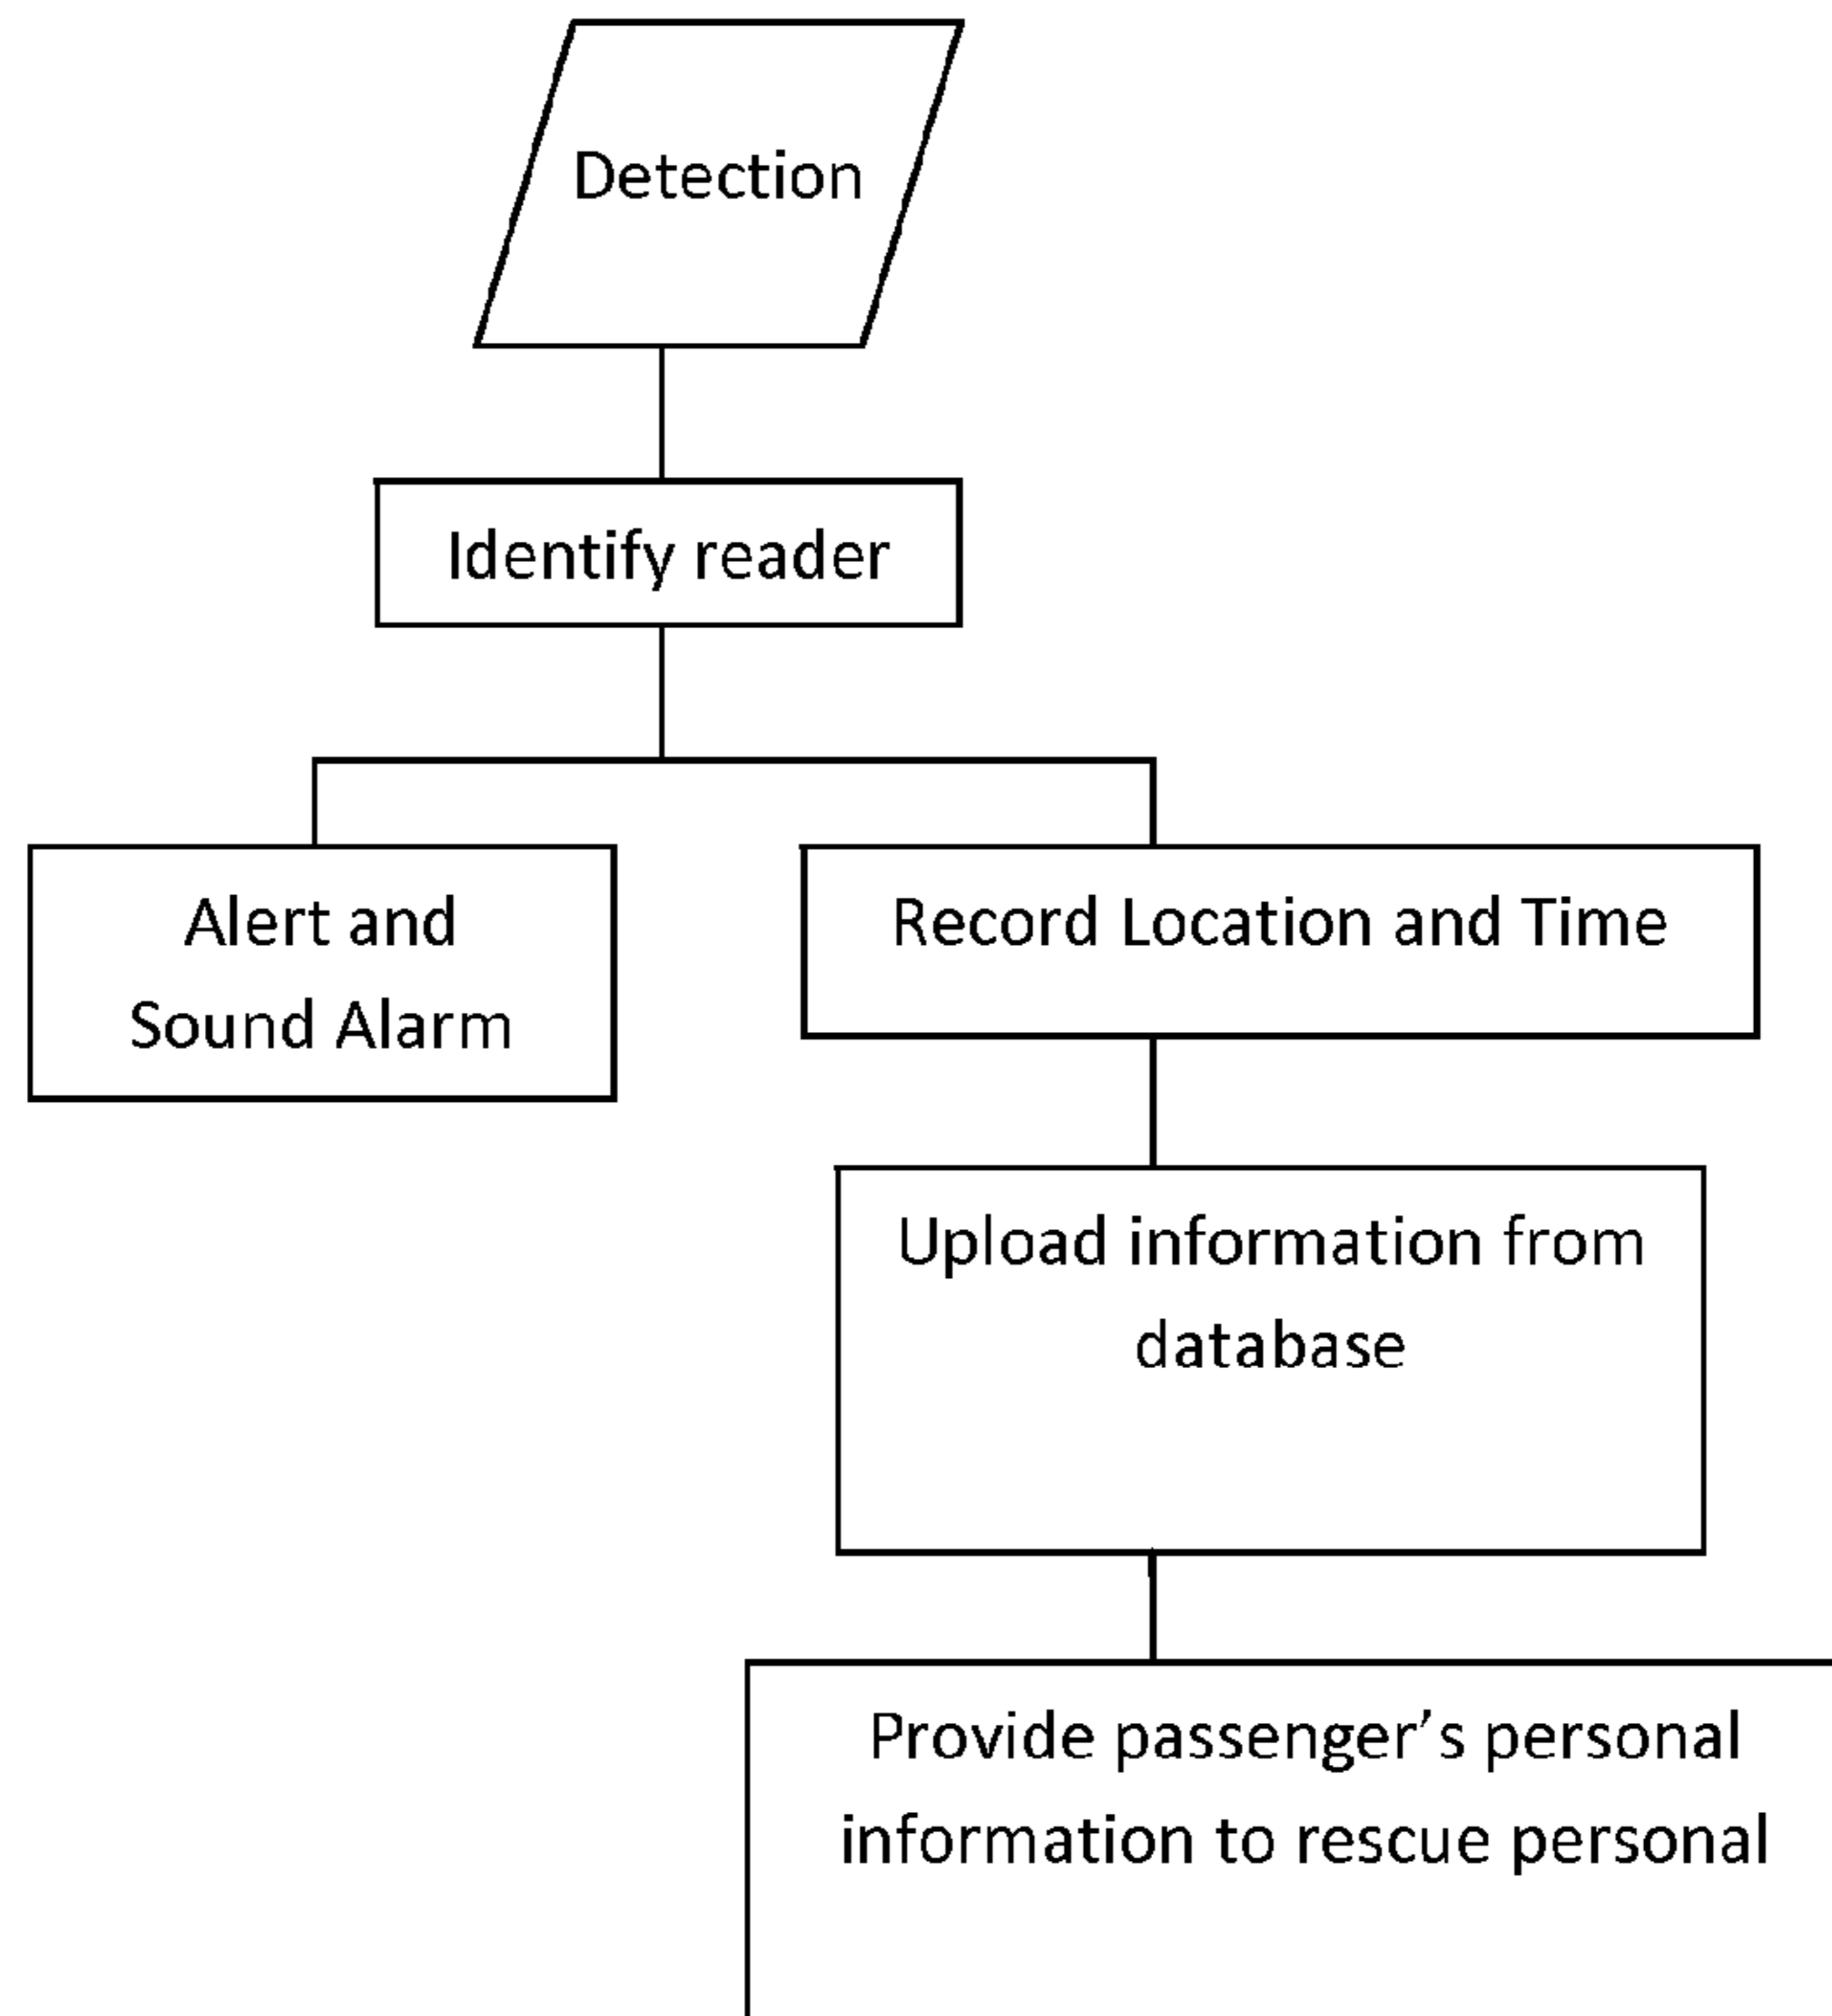 Detection
Identify reader
Alert and
Sound Alarm
Record Location and Time
Upload information from
database
Provide passenger’s personal
information to rescue personal